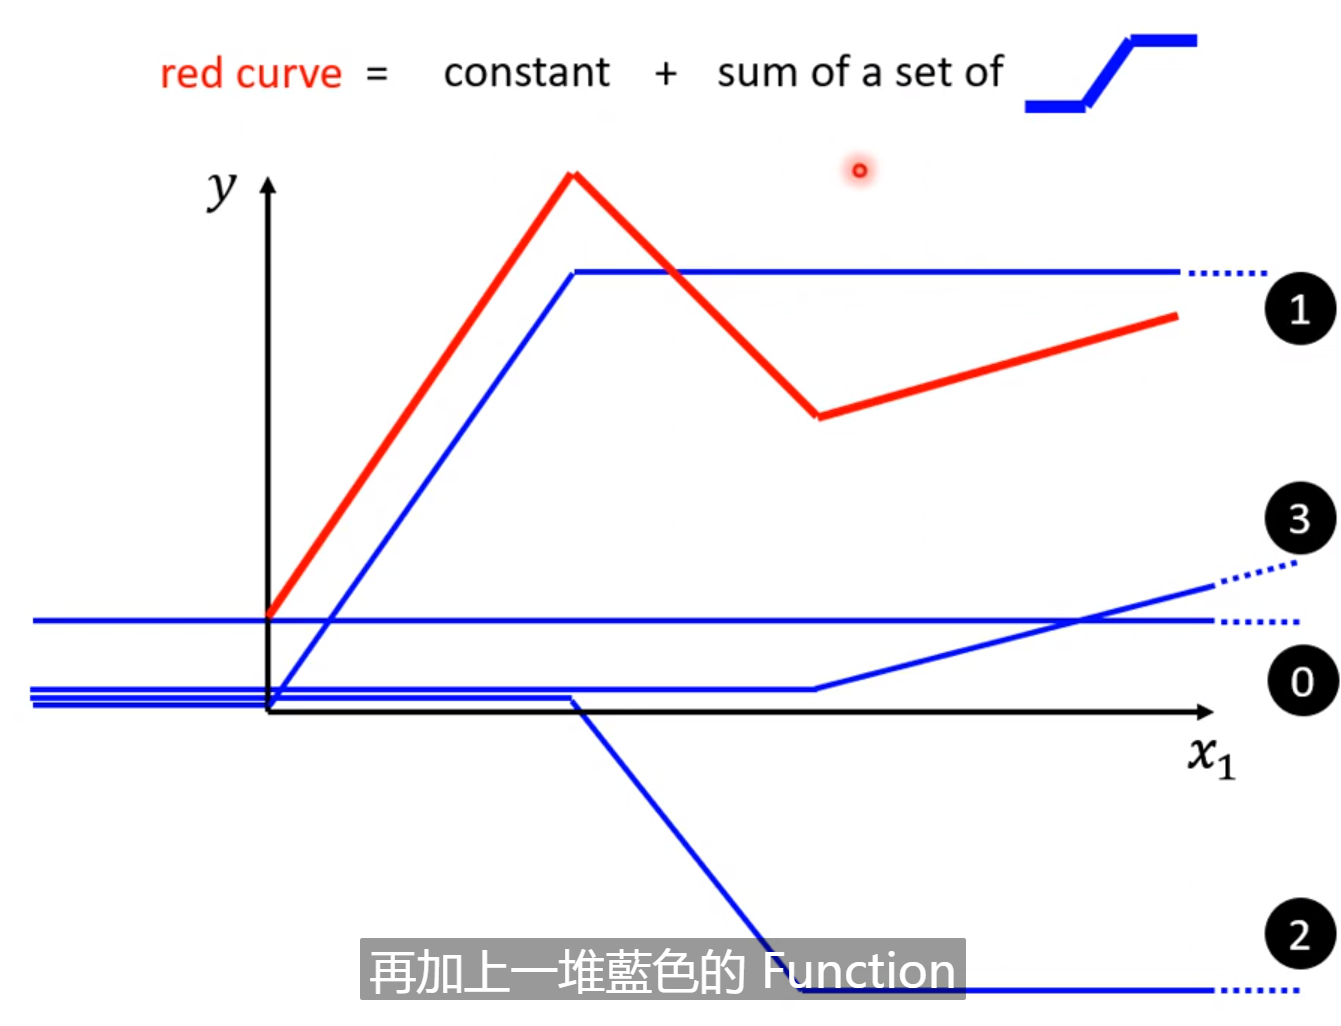 red curve = constant + sum of a set of
y
1
3
0
x₁
2
再加上一堆藍色的 Function